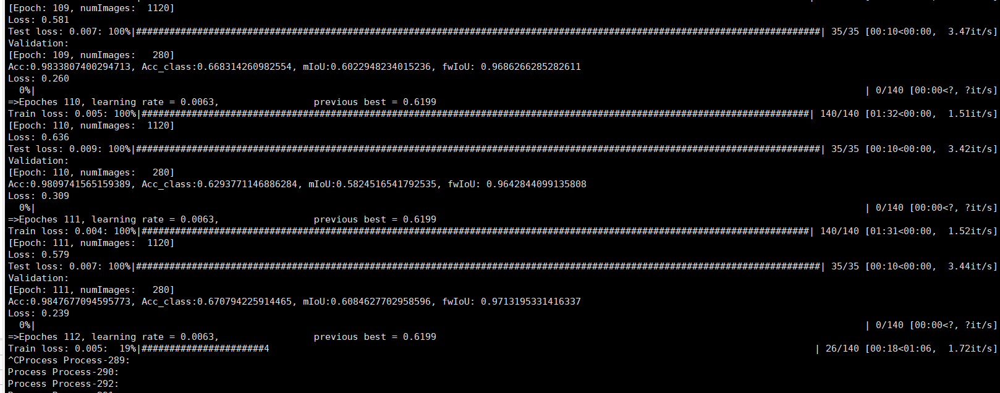 [Epoch: 109, numImages:  1120]
Loss: 0.581
Test loss: 0.007: 100%|###########################################################################################################################| 35/35 [00:10<00:00,  3.47it/s]
Validation:
[Epoch: 109, numImages:   280]
Acc:0.9833807400294713, Acc_class:0.668314260982554, mIoU:0.6022948234015236, fwIoU: 0.9686266285282611
Loss: 0.260
  0%|                                                                                                                                                     | 0/140 [00:00<?, ?it/s]
=>Epoches 110, learning rate = 0.0063,                 previous best = 0.6199
Train loss: 0.005: 100%|########################################################################################################################| 140/140 [01:32<00:00,  1.51it/s]
[Epoch: 110, numImages:  1120]
Loss: 0.636
Test loss: 0.009: 100%|###########################################################################################################################| 35/35 [00:10<00:00,  3.42it/s]
Validation:
[Epoch: 110, numImages:   280]
Acc:0.9809741565159389, Acc_class:0.6293771146886284, mIoU:0.5824516541792535, fwIoU: 0.9642844099135808
Loss: 0.309
  0%|                                                                                                                                                     | 0/140 [00:00<?, ?it/s]
=>Epoches 111, learning rate = 0.0063,                 previous best = 0.6199
Train loss: 0.004: 100%|########################################################################################################################| 140/140 [01:31<00:00,  1.52it/s]
[Epoch: 111, numImages:  1120]
Loss: 0.579
Test loss: 0.007: 100%|###########################################################################################################################| 35/35 [00:10<00:00,  3.44it/s]
Validation:
[Epoch: 111, numImages:   280]
Acc:0.9847677094595773, Acc_class:0.670794225914465, mIoU:0.6084627702958596, fwIoU: 0.9713195331416337
Loss: 0.239
  0%|                                                                                                                                                     | 0/140 [00:00<?, ?it/s]
=>Epoches 112, learning rate = 0.0063,                 previous best = 0.6199
Train loss: 0.005:  19%|######################4                                                                                                  | 26/140 [00:18<01:06,  1.72it/s]
^CProcess Process-289:
Process Process-290:
Process Process-292: